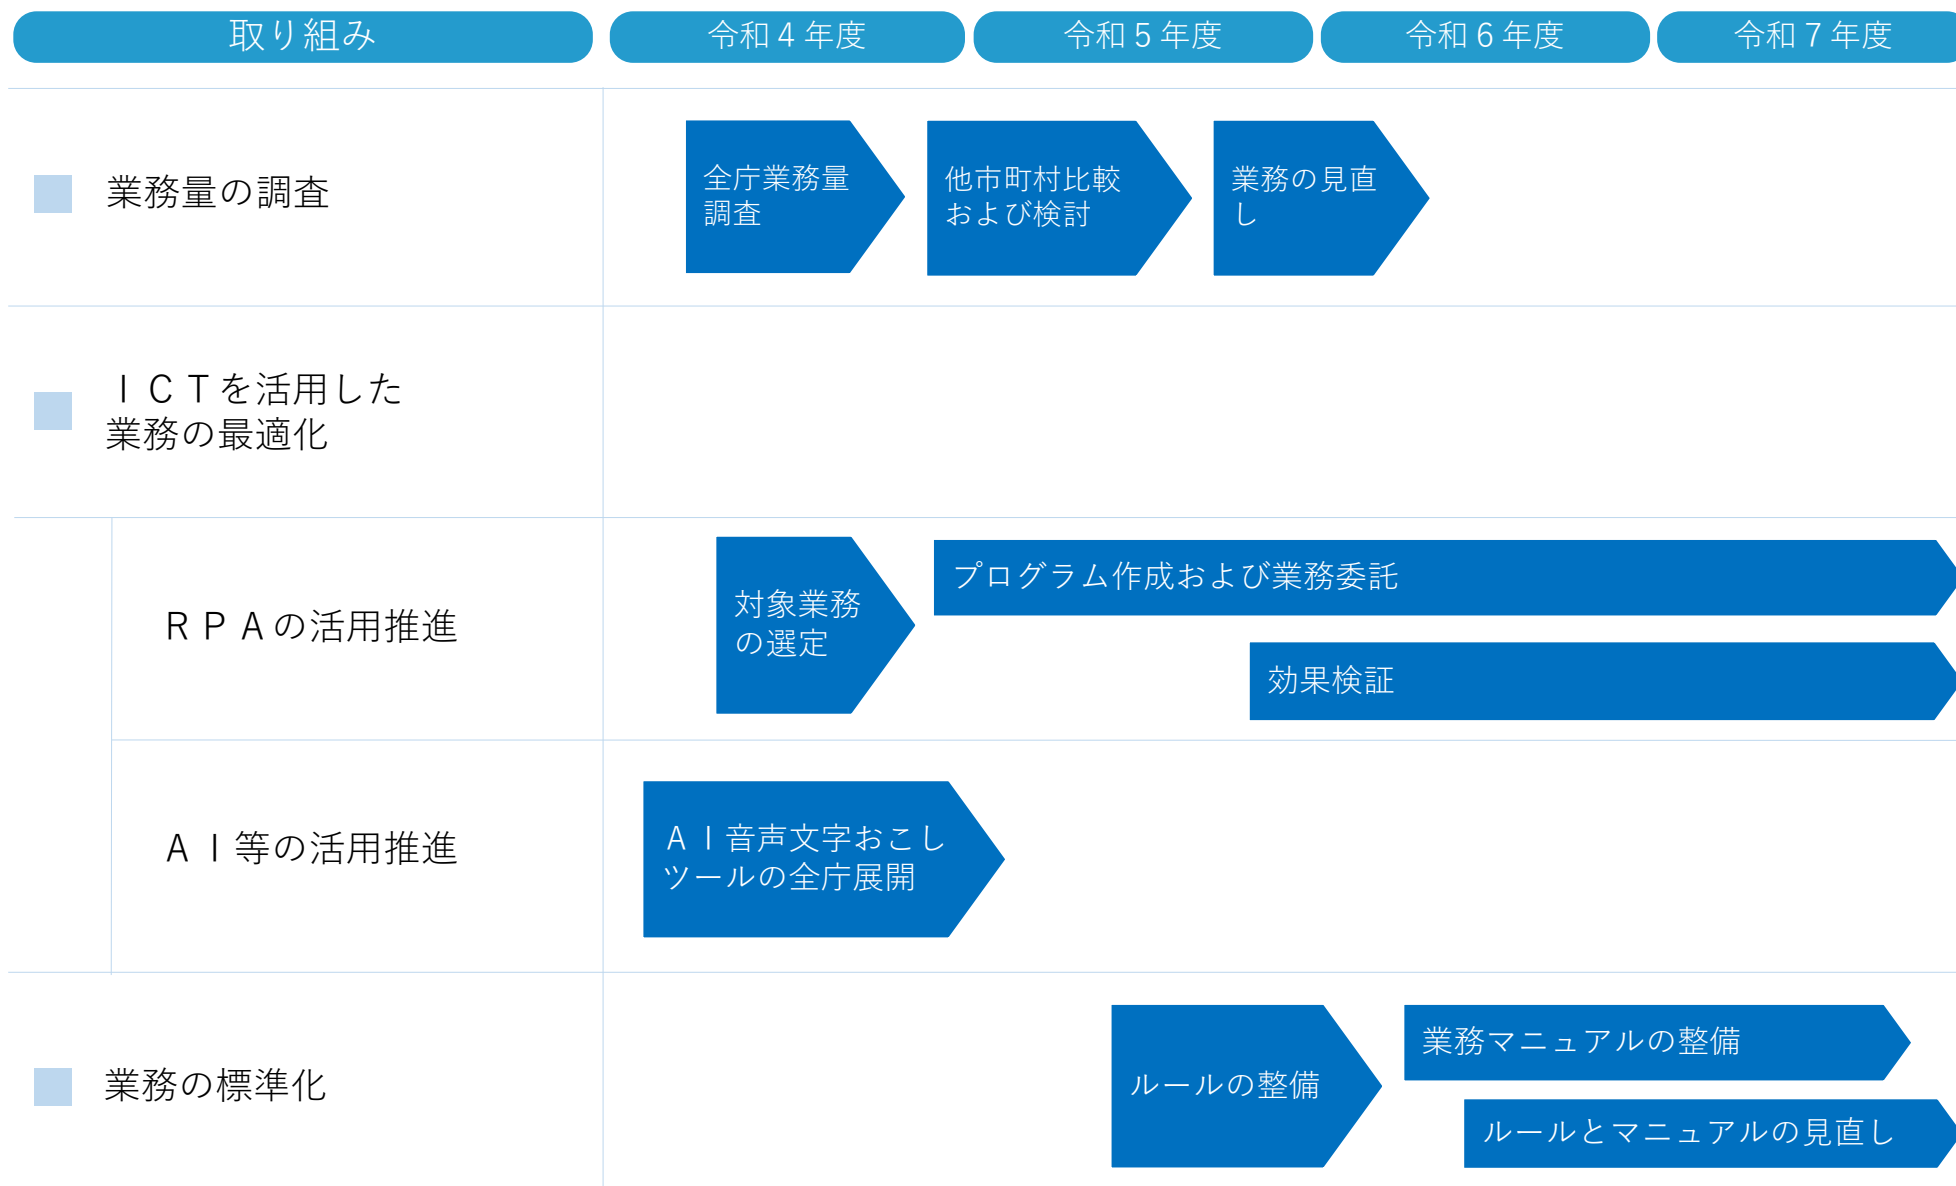 取り組み
令和４年度
令和５年度
令和６年度
令和７年度
業務量の調査
全庁業務量
調査
他市町村比較
および検討
業務の見直
し
ＩＣＴを活用した
業務の最適化
ＲＰＡの活用推進
対象業務
の選定
プログラム作成および業務委託
効果検証
ＡＩ等の活用推進
ＡＩ音声文字おこし
ツールの全庁展開
業務の標準化
ルールの整備
業務マニュアルの整備
ルールとマニュアルの見直し